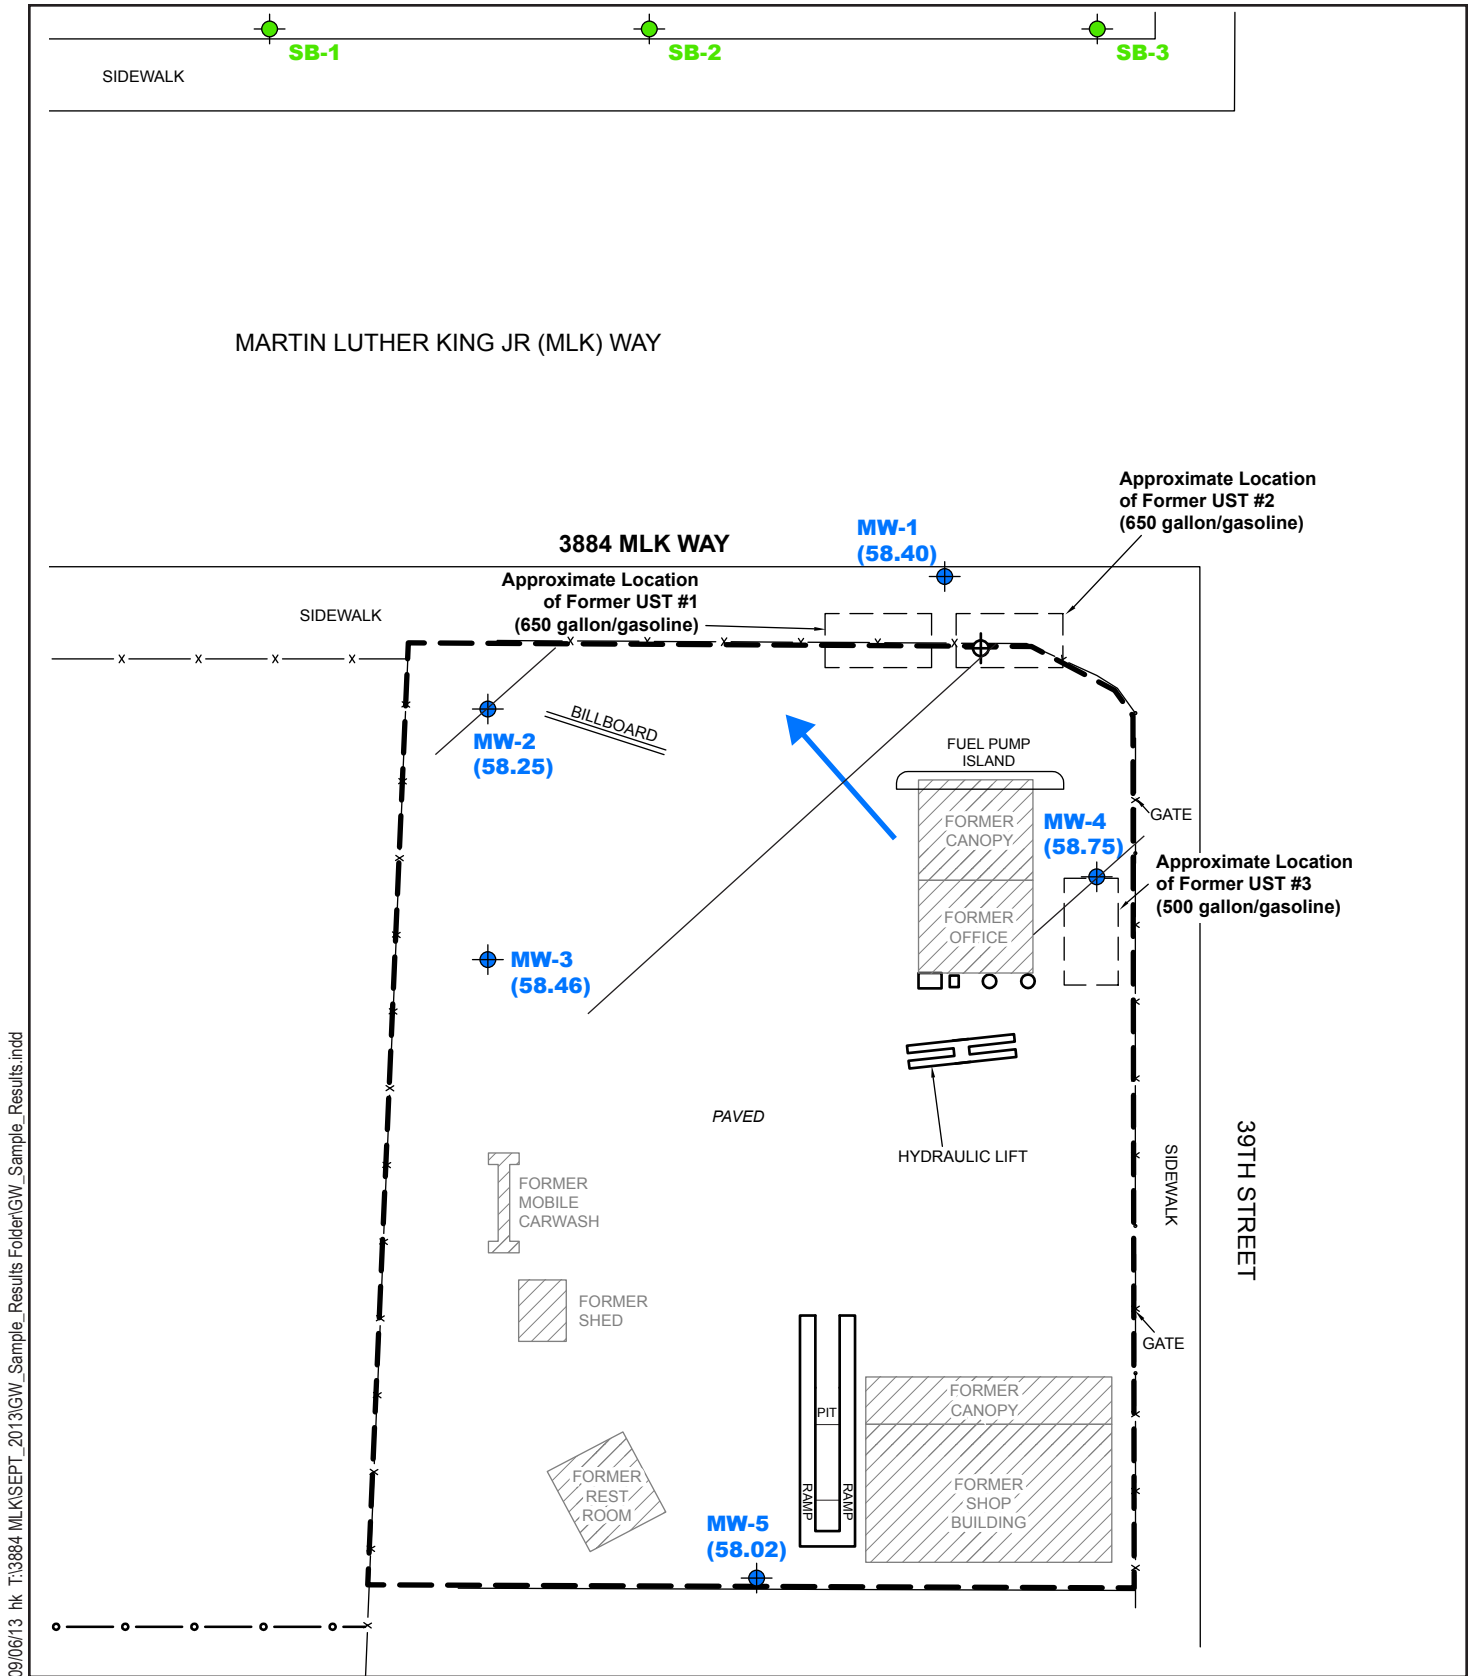 SB-1
SB-2
SB-3
SIDEWALK
MARTIN LUTHER KING JR (MLK) WAY
Approximate Location
of Former UST #2
(650 gallon/gasoline)
MW-1
(58.40)
3884 MLK WAY
Approximate Location
of Former UST #1
(650 gallon/gasoline)
SIDEWALK
BILLBOARD
MW-2
(58.25)
FUEL PUMP
ISLAND
FORMER
CANOPY
MW-4
(58.75)
GATE
Approximate Location
of Former UST #3
(500 gallon/gasoline)
FORMER
OFFICE
MW-3
(58.46)
PAVED
HYDRAULIC LIFT
SIDEWALK
39TH STREET
FORMER
MOBILE
CARWASH
FORMER
SHED
GATE
FORMER
CANOPY
PIT
RAMP
RAMP
FORMER
SHOP
BUILDING
FORMER
REST
ROOM
MW-5
(58.02)
09/06/13 hk T:\3884 MLK\SEPT_2013\GW_Sample_Results Folder\GW_Sample_Results.indd